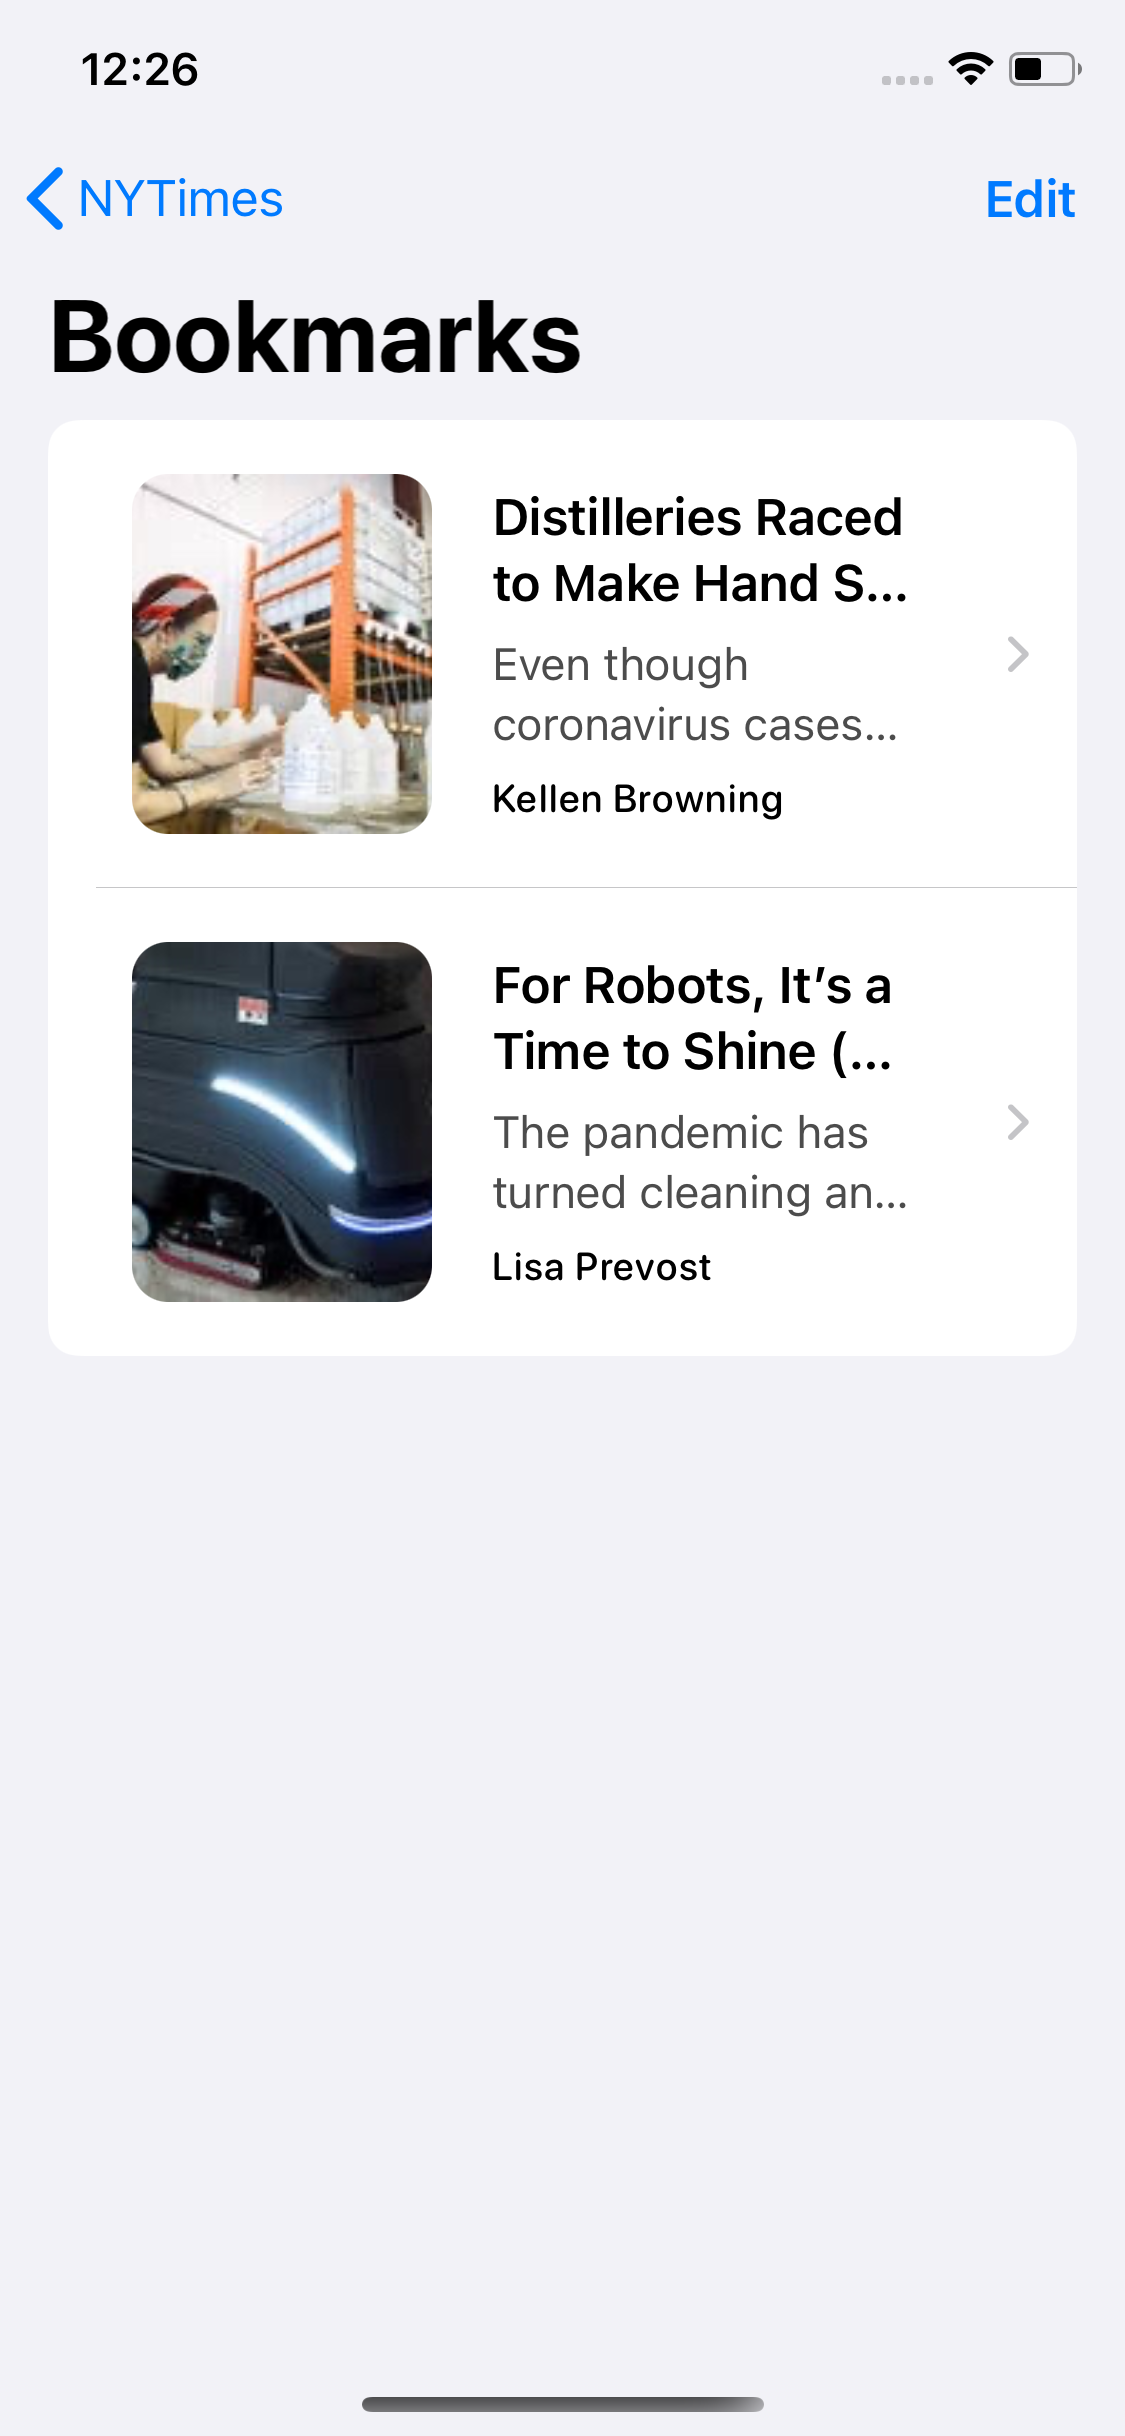 12:26
NYTimes
Edit
Bookmarks
Distilleries Raced
to Make Hand S...
Even though
coronavirus cases...
Kellen Browning
For Robots, It’s a
Time to Shine (...
The pandemic has
turned cleaning an...
Lisa Prevost